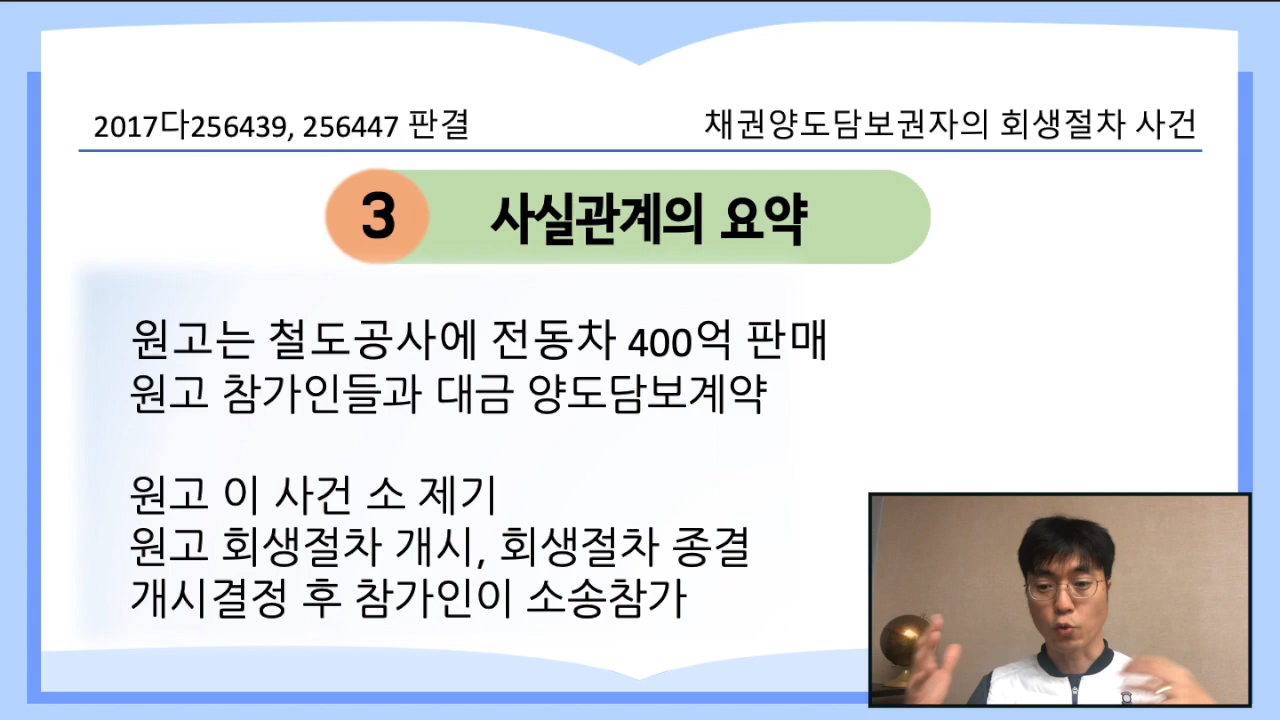 2017다256439, 256447 판결
채권양도담보권자의 회생절차 사건
3 사실관계의 요약
원고는 철도공사에 전동차 400억 판매
원고 참가인들과 대금 양도담보계약
원고 이 사건 소 제기
원고 회생절차 개시, 회생절차 종결
개시결정 후 참가인이 소송참가